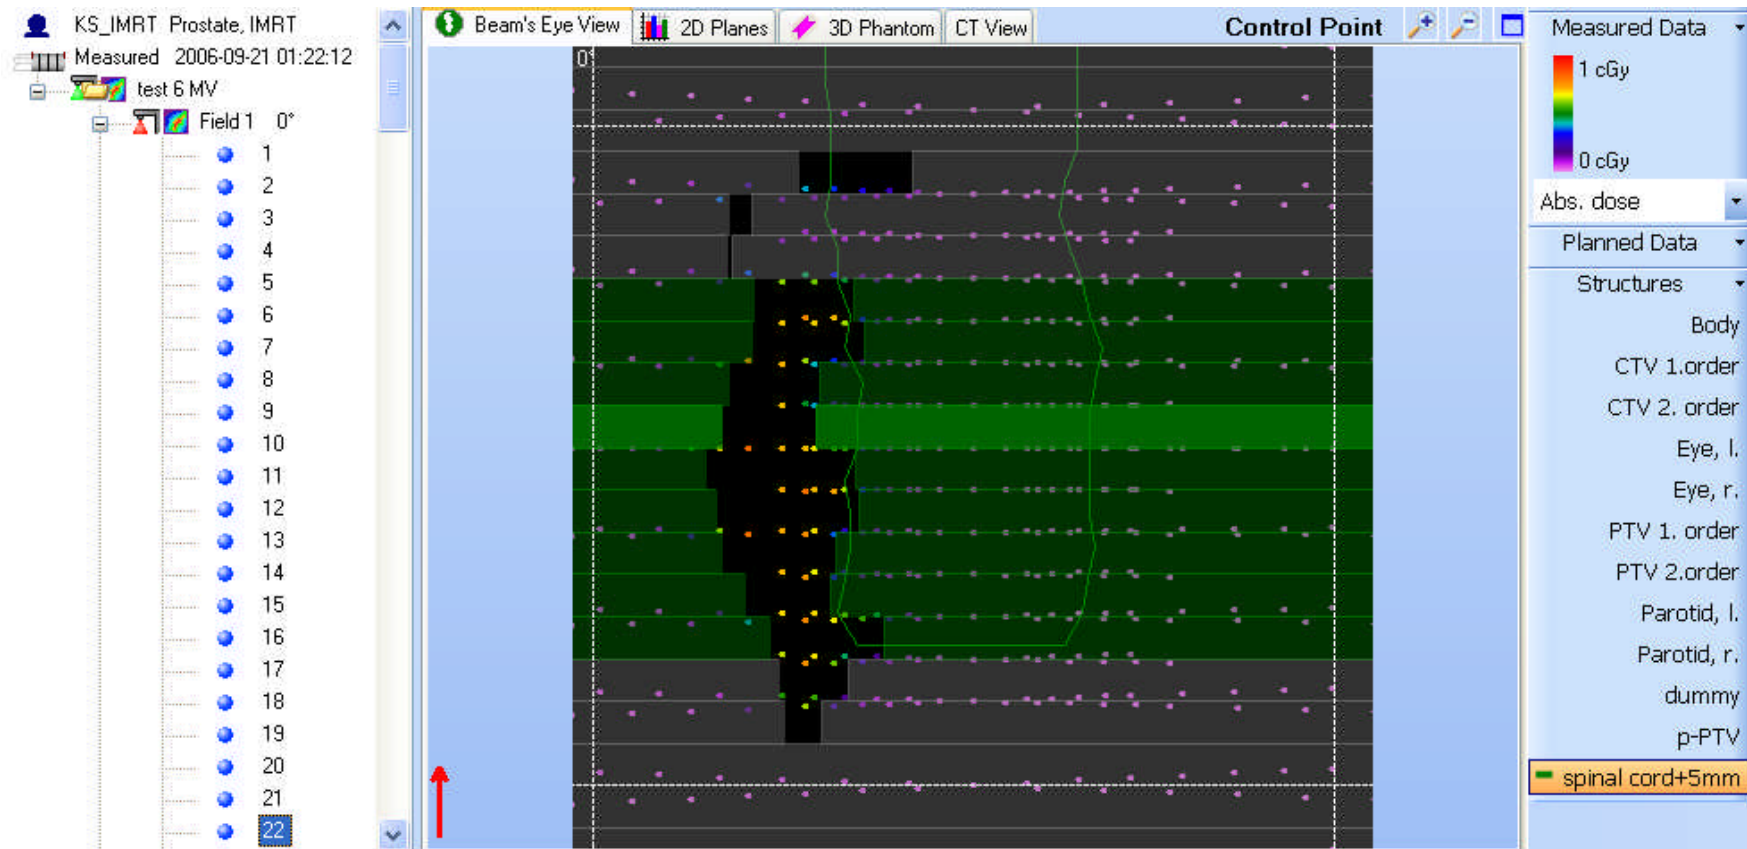 KS_IMRT Prostate, IMRT
Measured 2006-09-21 01:22:12
test 6 MV
Field 1 0°
1
2
3
4
5
6
7
8
9
10
11
12
13
14
15
16
17
18
19
20
21
22
Beam's Eye View 2D Planes 3D Phantom CT View Control Point
0°
Measured Data
1 cGy
0 cGy
Abs. dose
Planned Data
Structures
Body
CTV 1.order
CTV 2. order
Eye, l.
Eye, r.
PTV 1. order
PTV 2.order
Parotid, l.
Parotid, r.
dummy
p-PTV
spinal cord+5mm